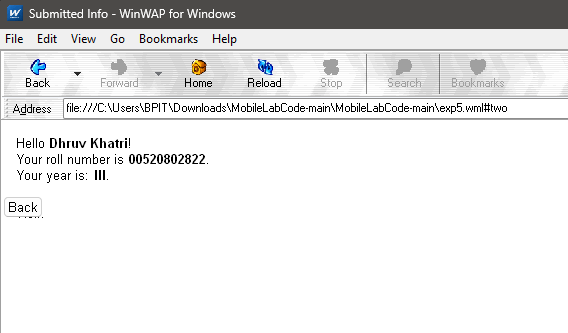 Submitted Info - WinWAP for Windows
File Edit View Go Bookmarks Help
Back Forward Home Reload Stop Search Bookmarks
Address file:///C:\Users\BPIT\Downloads\MobileLabCode-main\MobileLabCode-main\exp5.wml#two
Hello Dhruv Khatri!
Your roll number is 00520802822.
Your year is: III.
Back